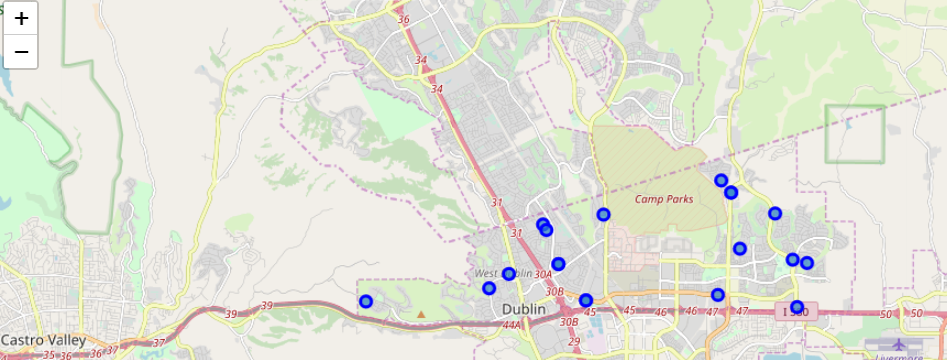 +
−
36
34
34
31
31
Camp Parks
West Dublin
30A
30B
Dublin
39
39
37
37
36
36
35
Castro Valley
44A
30B
29
45
45
46
46
47
47
I 580
50
50
Livermore